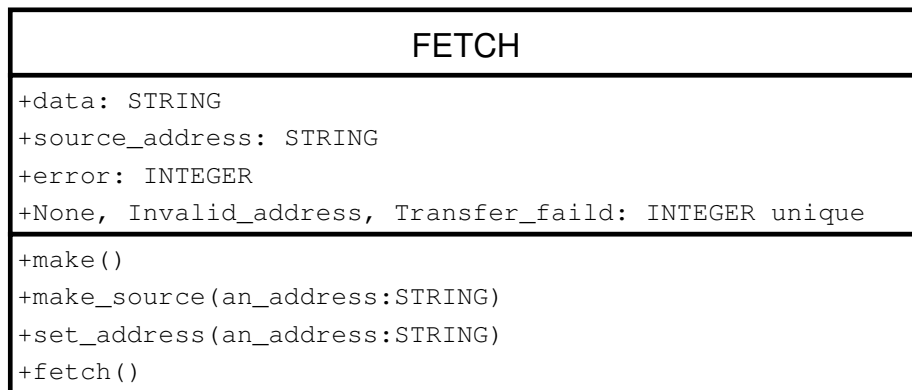 FETCH
+data: STRING
+source_address: STRING
+error: INTEGER
+None, Invalid_address, Transfer_faild: INTEGER unique
+make()
+make_source(an_address:STRING)
+set_address(an_address:STRING)
+fetch()